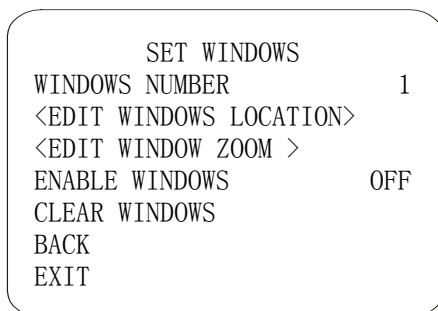 SET WINDOWS
WINDOWS NUMBER 1
<EDIT WINDOWS LOCATION>
<EDIT WINDOW ZOOM >
ENABLE WINDOWS OFF
CLEAR WINDOWS
BACK
EXIT